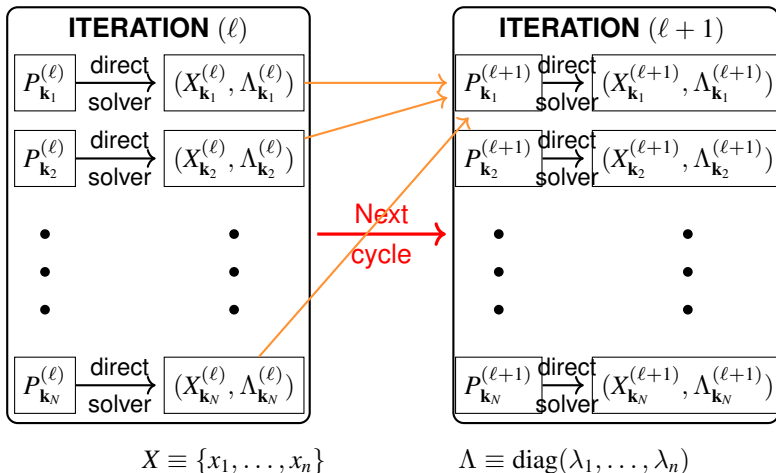 ITERATION (ℓ)
P_{𝐤_1}^{(ℓ)} direct solver (X_{𝐤_1}^{(ℓ)}, Λ_{𝐤_1}^{(ℓ)})
P_{𝐤_2}^{(ℓ)} direct solver (X_{𝐤_2}^{(ℓ)}, Λ_{𝐤_2}^{(ℓ)})
P_{𝐤_N}^{(ℓ)} direct solver (X_{𝐤_N}^{(ℓ)}, Λ_{𝐤_N}^{(ℓ)})
Next
cycle
ITERATION (ℓ + 1)
P_{𝐤_1}^{(ℓ+1)} direct solver (X_{𝐤_1}^{(ℓ+1)}, Λ_{𝐤_1}^{(ℓ+1)})
P_{𝐤_2}^{(ℓ+1)} direct solver (X_{𝐤_2}^{(ℓ+1)}, Λ_{𝐤_2}^{(ℓ+1)})
P_{𝐤_N}^{(ℓ+1)} direct solver (X_{𝐤_N}^{(ℓ+1)}, Λ_{𝐤_N}^{(ℓ+1)})
X ≡ {x_1, . . . , x_n} Λ ≡ diag(λ_1, . . . , λ_n)